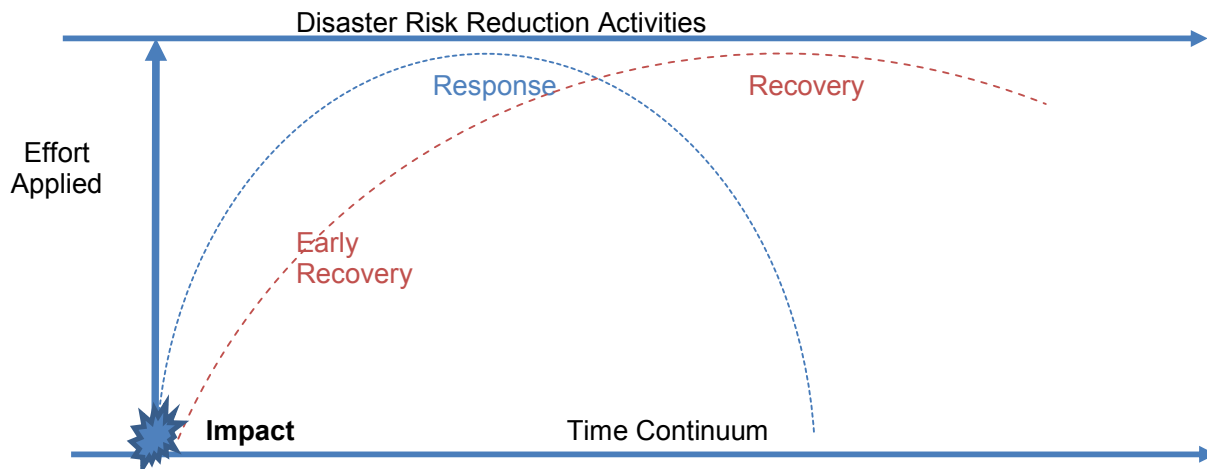 Disaster Risk Reduction Activities
Response
Recovery
Effort
Applied
Early
Recovery
Impact
Time Continuum